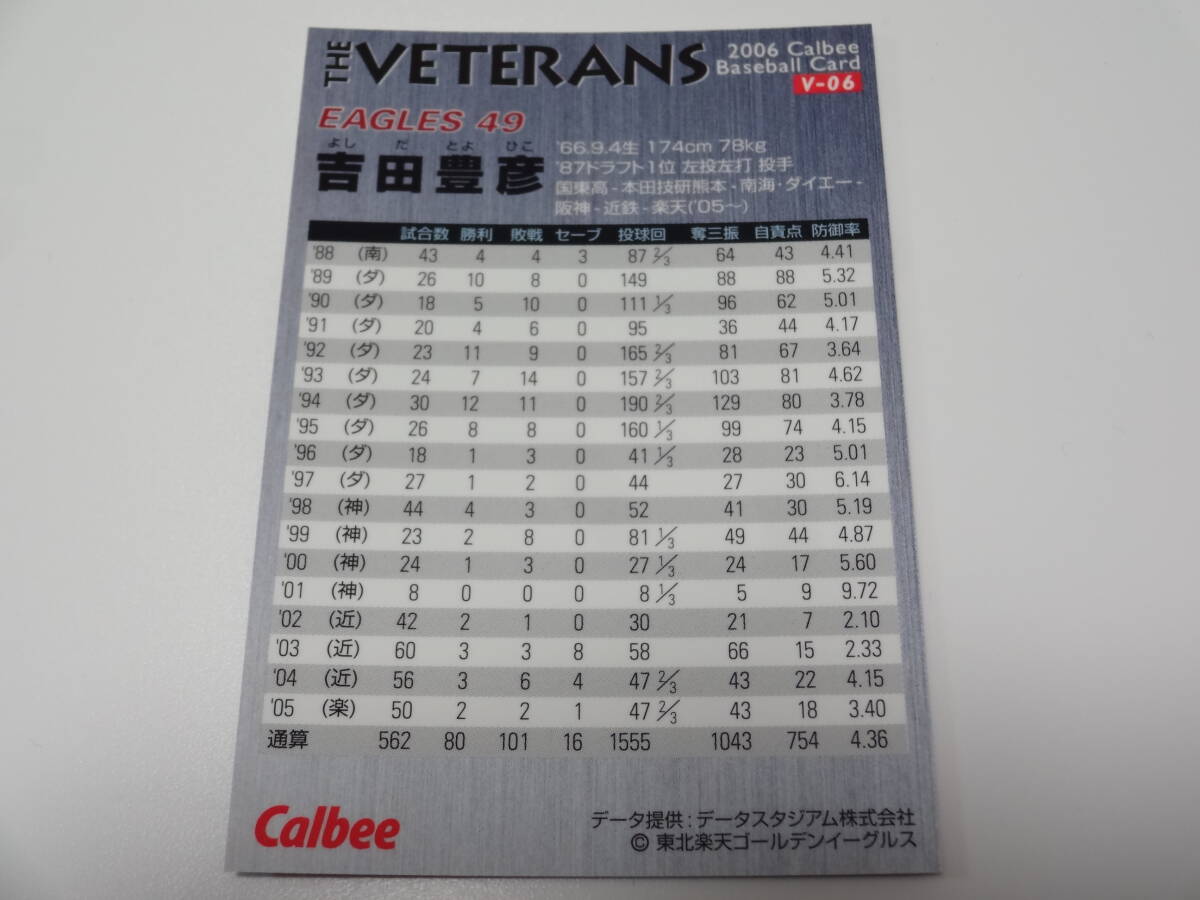 THE VETERANS
2006 Calbee
Baseball Card
V-06
EAGLES 49
よし だ とよ ひこ
吉田豊彦
'66.9.4生 174cm 78kg
'87ドラフト1位 左投左打 投手
国東高-本田技研熊本-南海・ダイエー-
阪神-近鉄-楽天('05〜)
試合数 勝利 敗戦 セーブ 投球回 奪三振 自責点 防御率
'88 (南) 43 4 4 3 87 2/3 64 43 4.41
'89 (ダ) 26 10 8 0 149 88 88 5.32
'90 (ダ) 18 5 10 0 111 1/3 96 62 5.01
'91 (ダ) 20 4 6 0 95 36 44 4.17
'92 (ダ) 23 11 9 0 165 2/3 81 67 3.64
'93 (ダ) 24 7 14 0 157 2/3 103 81 4.62
'94 (ダ) 30 12 11 0 190 2/3 129 80 3.78
'95 (ダ) 26 8 8 0 160 1/3 99 74 4.15
'96 (ダ) 18 1 3 0 41 1/3 28 23 5.01
'97 (ダ) 27 1 2 0 44 27 30 6.14
'98 (神) 44 4 3 0 52 41 30 5.19
'99 (神) 23 2 8 0 81 1/3 49 44 4.87
'00 (神) 24 1 3 0 27 1/3 24 17 5.60
'01 (神) 8 0 0 0 8 1/3 5 9 9.72
'02 (近) 42 2 1 0 30 21 7 2.10
'03 (近) 60 3 3 8 58 66 15 2.33
'04 (近) 56 3 6 4 47 2/3 43 22 4.15
'05 (楽) 50 2 2 1 47 2/3 43 18 3.40
通算 562 80 101 16 1555 1043 754 4.36
Calbee
データ提供:データスタジアム株式会社
© 東北楽天ゴールデンイーグルス